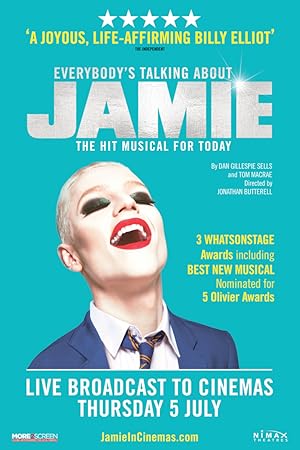 'A JOYOUS, LIFE-AFFIRMING BILLY ELLIOT'
THE INDEPENDENT
EVERYBODY'S TALKING ABOUT
JAMIE
THE HIT MUSICAL FOR TODAY
By DAN GILLESPIE SELLS
and TOM MACRAE
Directed by
JONATHAN BUTTERELL
3 WHATSONSTAGE
Awards including
BEST NEW MUSICAL
Nominated for
5 Olivier Awards
LIVE BROADCAST TO CINEMAS
THURSDAY 5 JULY
MORE2SCREEN
JamieInCinemas.com
NIMAX
THEATRES